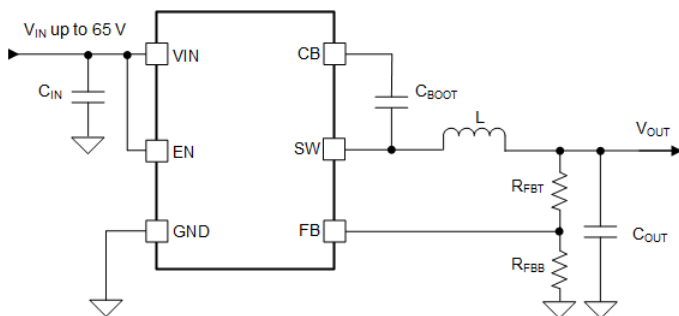 VIN up to 65 V
VIN
CB
CIN
CBOOT
L
VOUT
EN
SW
RFBT
GND
FB
COUT
RFBB